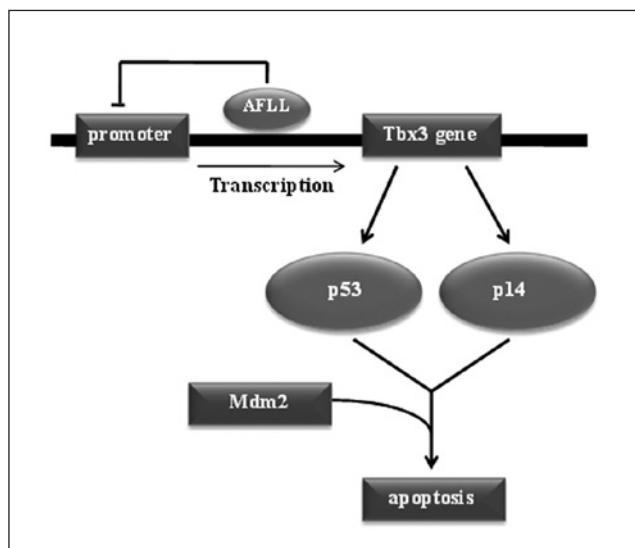 AFLL
promoter
Tbx3 gene
Transcription
p53
p14
Mdm2
apoptosis